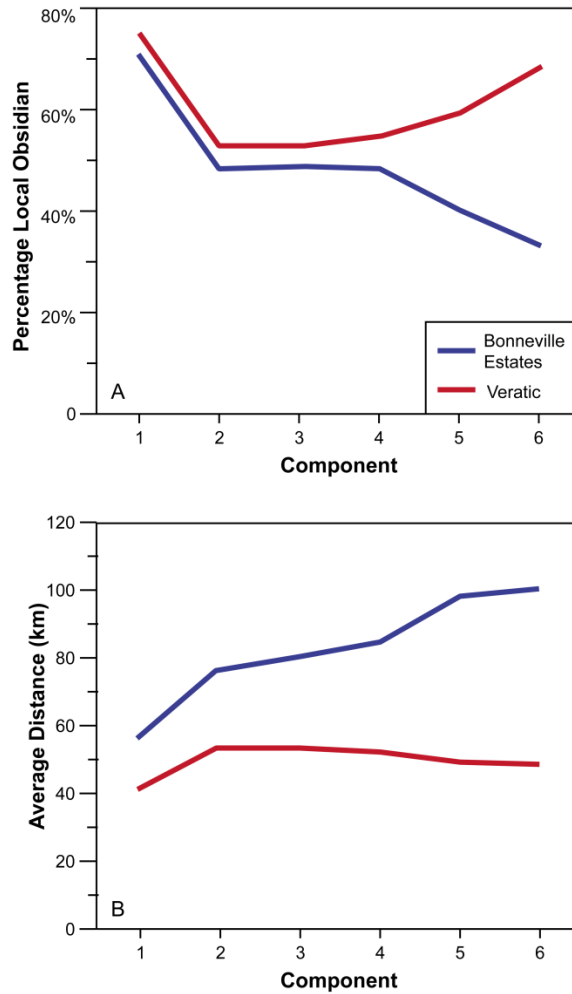 80%
60%
40%
20%
0
Percentage Local Obsidian
A
Bonneville
Estates
Veratic
1 2 3 4 5 6
Component
120
100
80
60
40
20
0
Average Distance (km)
B
1 2 3 4 5 6
Component